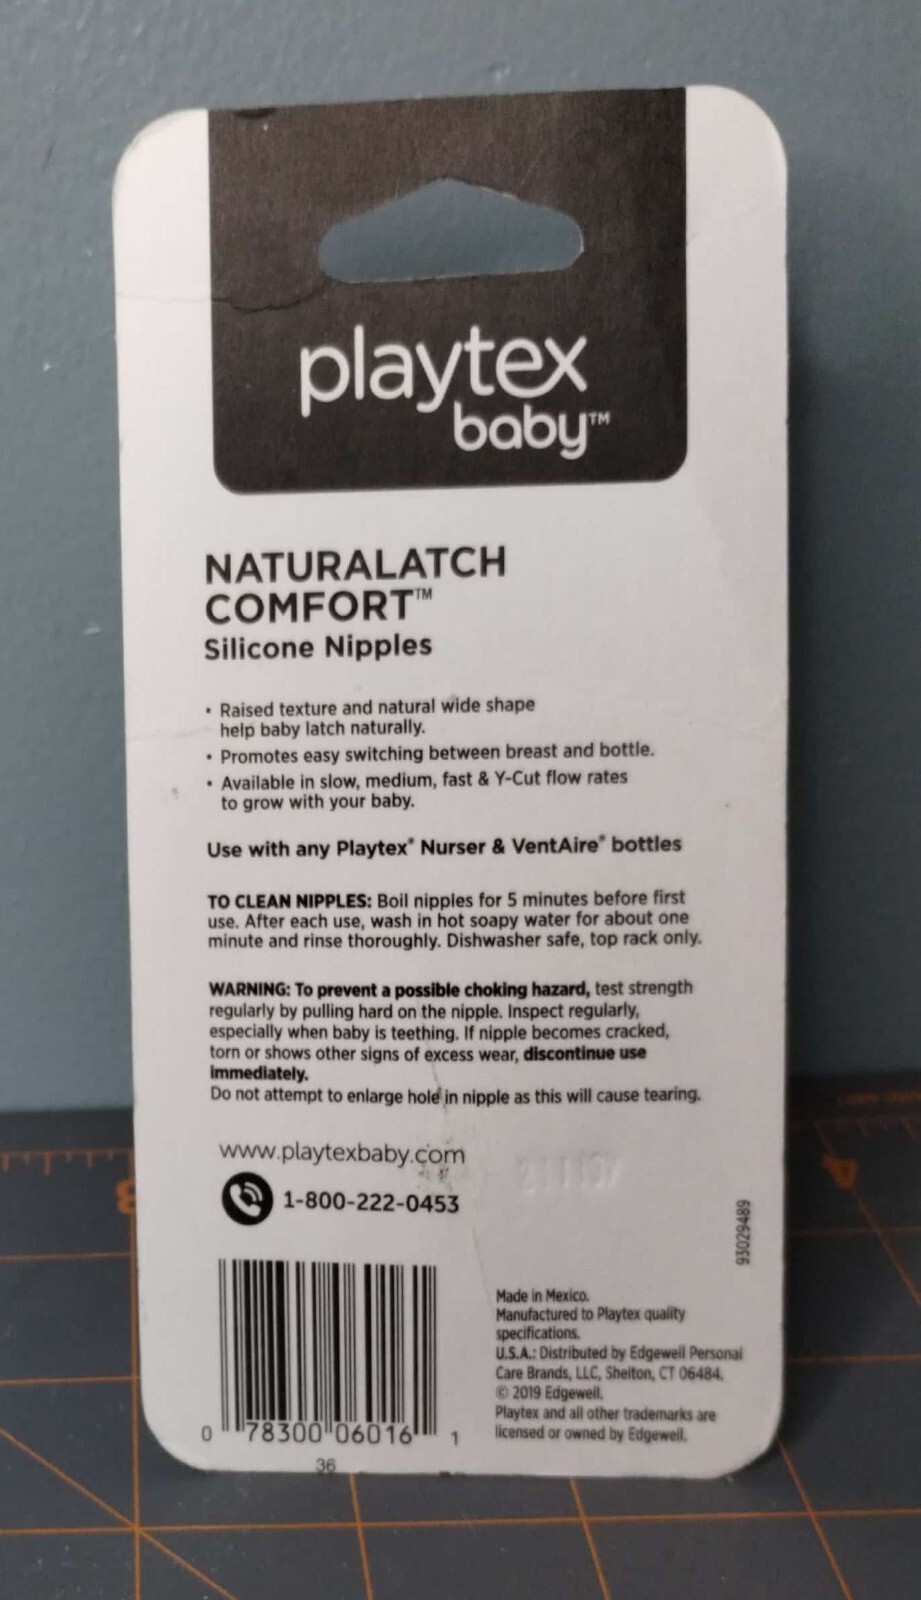 playtex
baby™
NATURALATCH
COMFORT™
Silicone Nipples
• Raised texture and natural wide shape
help baby latch naturally.
• Promotes easy switching between breast and bottle.
• Available in slow, medium, fast & Y-Cut flow rates
to grow with your baby.
Use with any Playtex® Nurser & VentAire® bottles
TO CLEAN NIPPLES: Boil nipples for 5 minutes before first
use. After each use, wash in hot soapy water for about one
minute and rinse thoroughly. Dishwasher safe, top rack only.
WARNING: To prevent a possible choking hazard, test strength
regularly by pulling hard on the nipple. Inspect regularly,
especially when baby is teething. If nipple becomes cracked,
torn or shows other signs of excess wear, discontinue use
immediately.
Do not attempt to enlarge hole in nipple as this will cause tearing.
www.playtexbaby.com
1-800-222-0453
93029489
Made in Mexico.
Manufactured to Playtex quality
specifications.
U.S.A.: Distributed by Edgewell Personal
Care Brands, LLC, Shelton, CT 06484.
© 2019 Edgewell.
Playtex and all other trademarks are
licensed or owned by Edgewell.
0 78300 06016 1
36
3
4